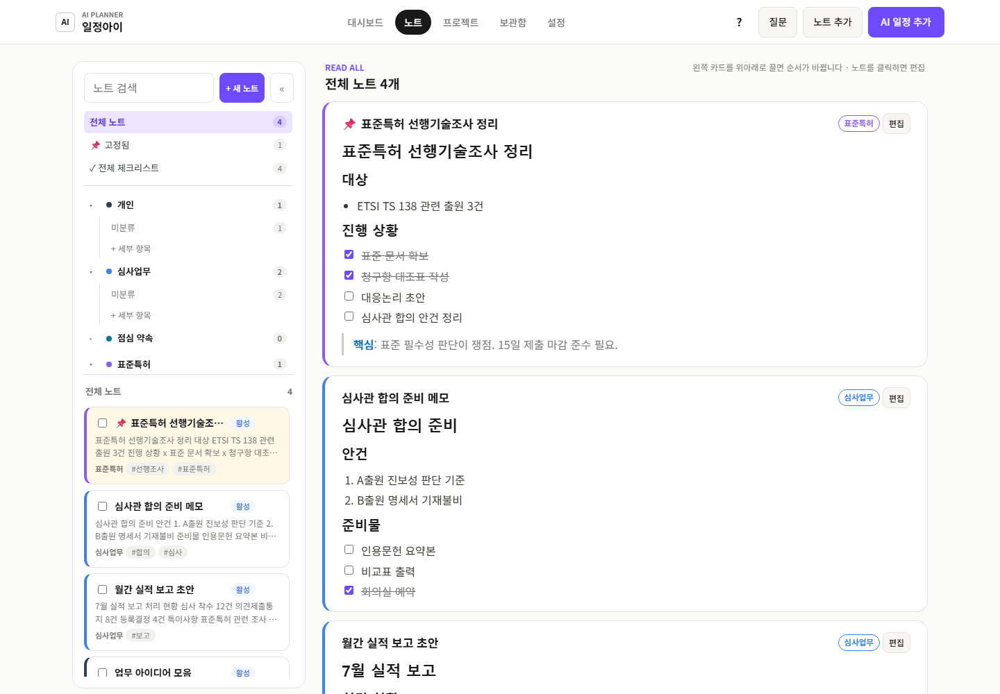 AI
AI PLANNER
일정아이
대시보드
노트
프로젝트
보관함
설정
?
질문
노트 추가
AI 일정 추가
노트 검색
+ 새 노트
«
전체 노트 4
📌 고정됨 1
✓ 전체 체크리스트 4
▾ 개인 1
미분류 1
+ 세부 항목
▾ 심사업무 2
미분류 2
+ 세부 항목
▸ 점심 약속 0
▾ 표준특허 1
전체 노트 4
📌 표준특허 선행기술조… 활성
표준특허 선행기술조사 정리 대상 ETSI TS 138 관련
출원 3건 진행 상황 x 표준 문서 확보 x 청구항 대조…
표준특허 #선행조사 #표준특허
심사관 합의 준비 메모 활성
심사관 합의 준비 안건 1. A출원 진보성 판단 기준 2.
B출원 명세서 기재불비 준비물 인용문헌 요약본 비…
심사업무 #합의 #심사
월간 실적 보고 초안 활성
7월 실적 보고 처리 현황 심사 착수 12건 의견제출통
지 8건 등록결정 4건 특이사항 표준특허 관련 조사 …
심사업무 #보고
업무 아이디어 모음 활성
READ ALL
왼쪽 카드를 위아래로 끌면 순서가 바뀝니다 · 노트를 클릭하면 편집
전체 노트 4개
📌 표준특허 선행기술조사 정리 표준특허 편집
표준특허 선행기술조사 정리
대상
• ETSI TS 138 관련 출원 3건
진행 상황
표준 문서 확보
청구항 대조표 작성
대응논리 초안
심사관 합의 안건 정리
핵심: 표준 필수성 판단이 쟁점. 15일 제출 마감 준수 필요.
심사관 합의 준비 메모 심사업무 편집
심사관 합의 준비
안건
1. A출원 진보성 판단 기준
2. B출원 명세서 기재불비
준비물
인용문헌 요약본
비교표 출력
회의실 예약
월간 실적 보고 초안 심사업무 편집
7월 실적 보고